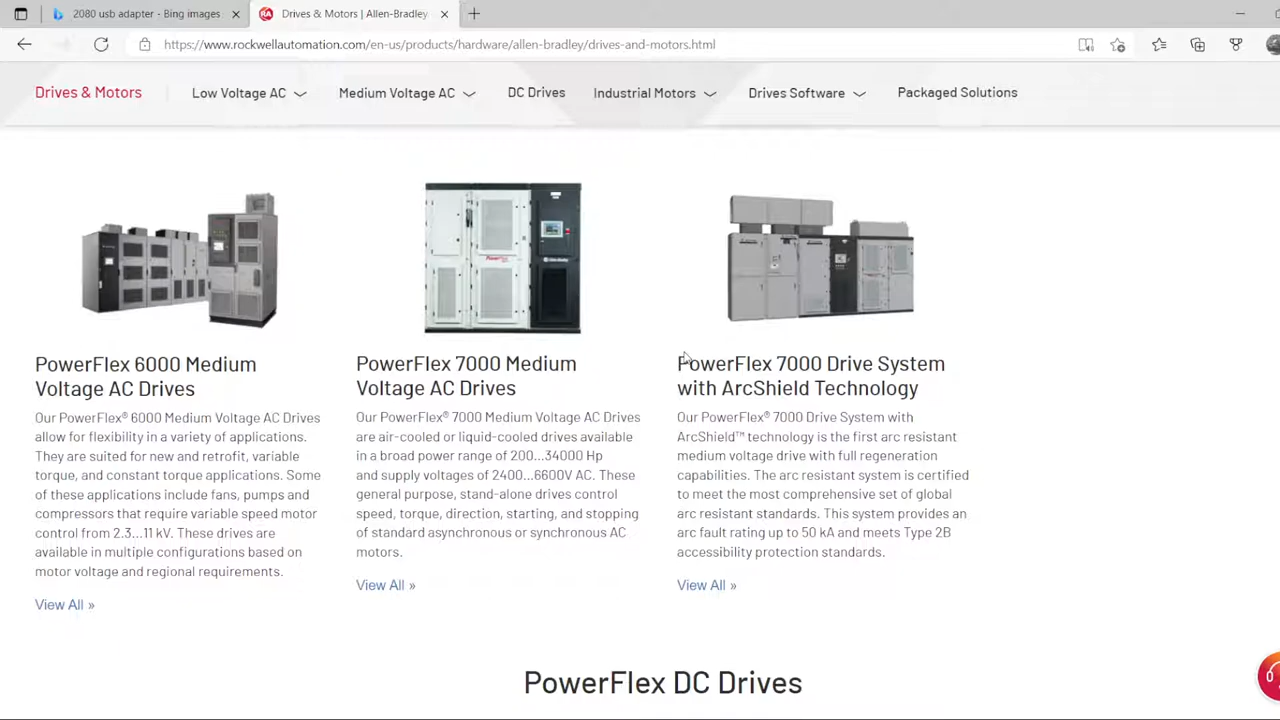 2080 usb adapter - Bing images
Drives & Motors | Allen-Bradley
https://www.rockwellautomation.com/en-us/products/hardware/allen-bradley/drives-and-motors.html
Drives & Motors
Low Voltage AC
Medium Voltage AC
DC Drives
Industrial Motors
Drives Software
Packaged Solutions
PowerFlex 6000 Medium
Voltage AC Drives
Our PowerFlex® 6000 Medium Voltage AC Drives
allow for flexibility in a variety of applications.
They are suited for new and retrofit, variable
torque, and constant torque applications. Some
of these applications include fans, pumps and
compressors that require variable speed motor
control from 2.3...11 kV. These drives are
available in multiple configurations based on
motor voltage and regional requirements.
View All »
PowerFlex 7000 Medium
Voltage AC Drives
Our PowerFlex® 7000 Medium Voltage AC Drives
are air-cooled or liquid-cooled drives available
in a broad power range of 200...34000 Hp
and supply voltages of 2400...6600V AC. These
general purpose, stand-alone drives control
speed, torque, direction, starting, and stopping
of standard asynchronous or synchronous AC
motors.
View All »
PowerFlex 7000 Drive System
with ArcShield Technology
Our PowerFlex® 7000 Drive System with
ArcShield™ technology is the first arc resistant
medium voltage drive with full regeneration
capabilities. The arc resistant system is certified
to meet the most comprehensive set of global
arc resistant standards. This system provides an
arc fault rating up to 50 kA and meets Type 2B
accessibility protection standards.
View All »
PowerFlex DC Drives